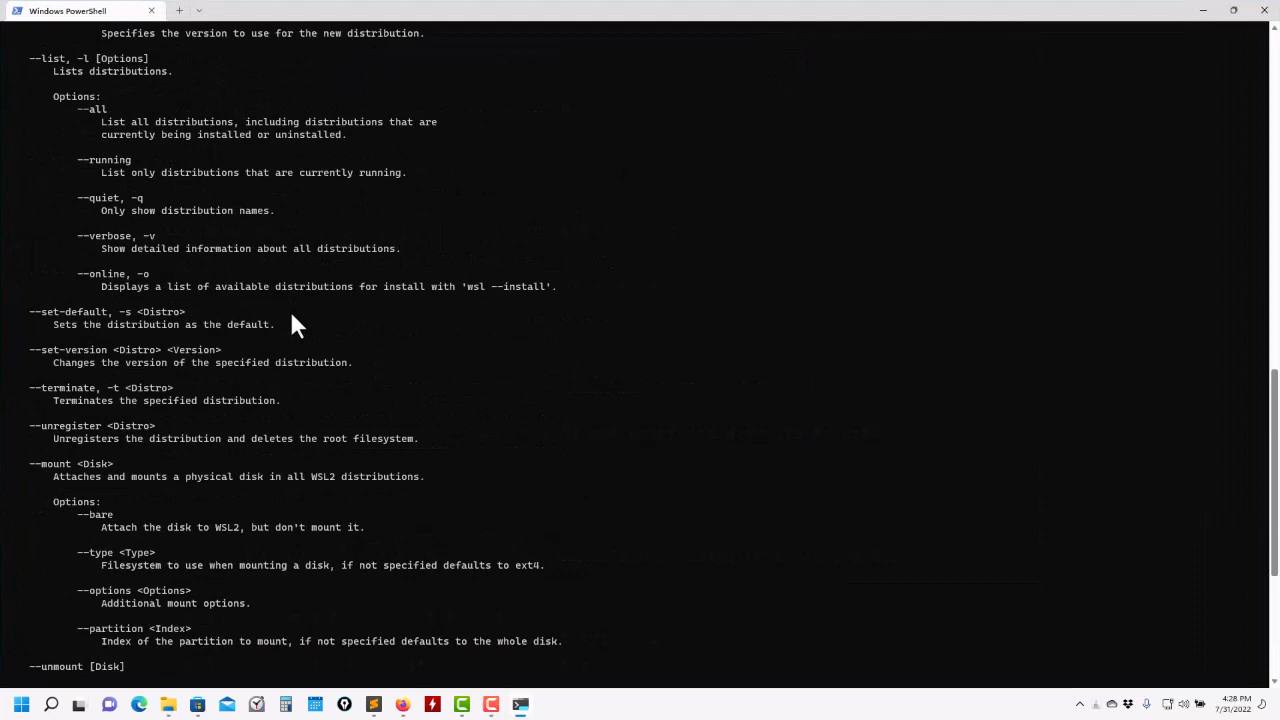 Windows PowerShell
Specifies the version to use for the new distribution.
--list, -l [Options]
Lists distributions.
Options:
--all
List all distributions, including distributions that are
currently being installed or uninstalled.
--running
List only distributions that are currently running.
--quiet, -q
Only show distribution names.
--verbose, -v
Show detailed information about all distributions.
--online, -o
Displays a list of available distributions for install with 'wsl --install'.
--set-default, -s <Distro>
Sets the distribution as the default.
--set-version <Distro> <Version>
Changes the version of the specified distribution.
--terminate, -t <Distro>
Terminates the specified distribution.
--unregister <Distro>
Unregisters the distribution and deletes the root filesystem.
--mount <Disk>
Attaches and mounts a physical disk in all WSL2 distributions.
Options:
--bare
Attach the disk to WSL2, but don't mount it.
--type <Type>
Filesystem to use when mounting a disk, if not specified defaults to ext4.
--options <Options>
Additional mount options.
--partition <Index>
Index of the partition to mount, if not specified defaults to the whole disk.
--unmount [Disk]
4:28 PM
7/31/2022